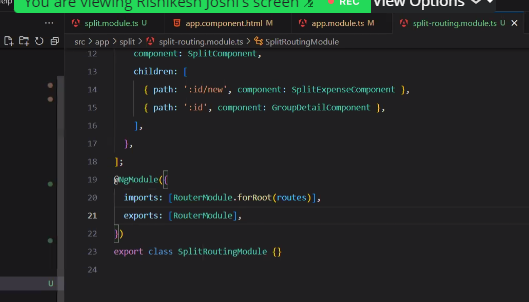 You are viewing Rishikesh Joshi's screen
REC
View Options
split.module.ts U
app.component.html M
app.module.ts M
split-routing.module.ts U
src > app > split > split-routing.module.ts > SplitRoutingModule
12 component: SplitComponent,
13 children: [
14 { path: ':id/new', component: SplitExpenseComponent },
15 { path: ':id', component: GroupDetailComponent },
16 ],
17 },
18 ];
19 @NgModule({
20 imports: [RouterModule.forRoot(routes)],
21 exports: [RouterModule],
22 })
23 export class SplitRoutingModule {}
24
U